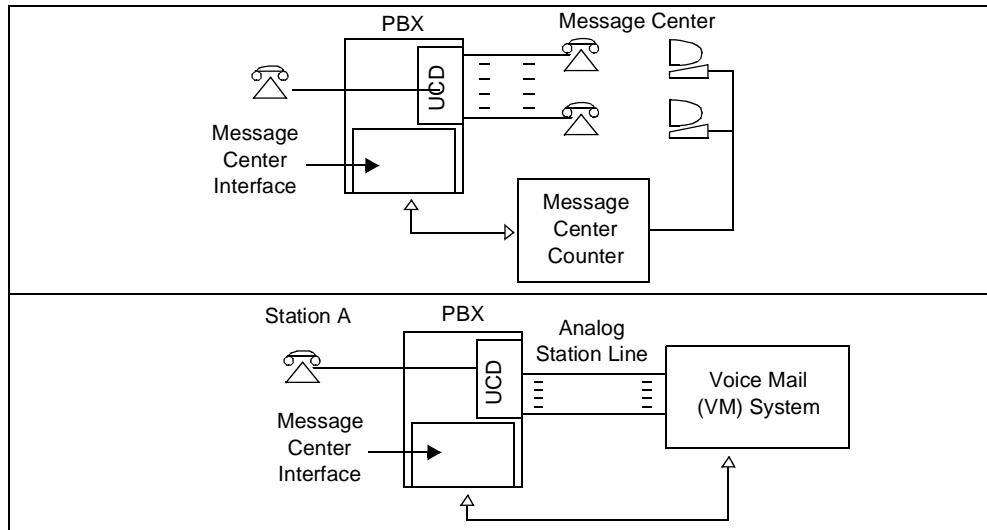 PBX
Message Center
UCD
Message
Center
Interface
Message
Center
Counter
Station A
PBX
Analog
Station Line
UCD
Voice Mail
(VM) System
Message
Center
Interface